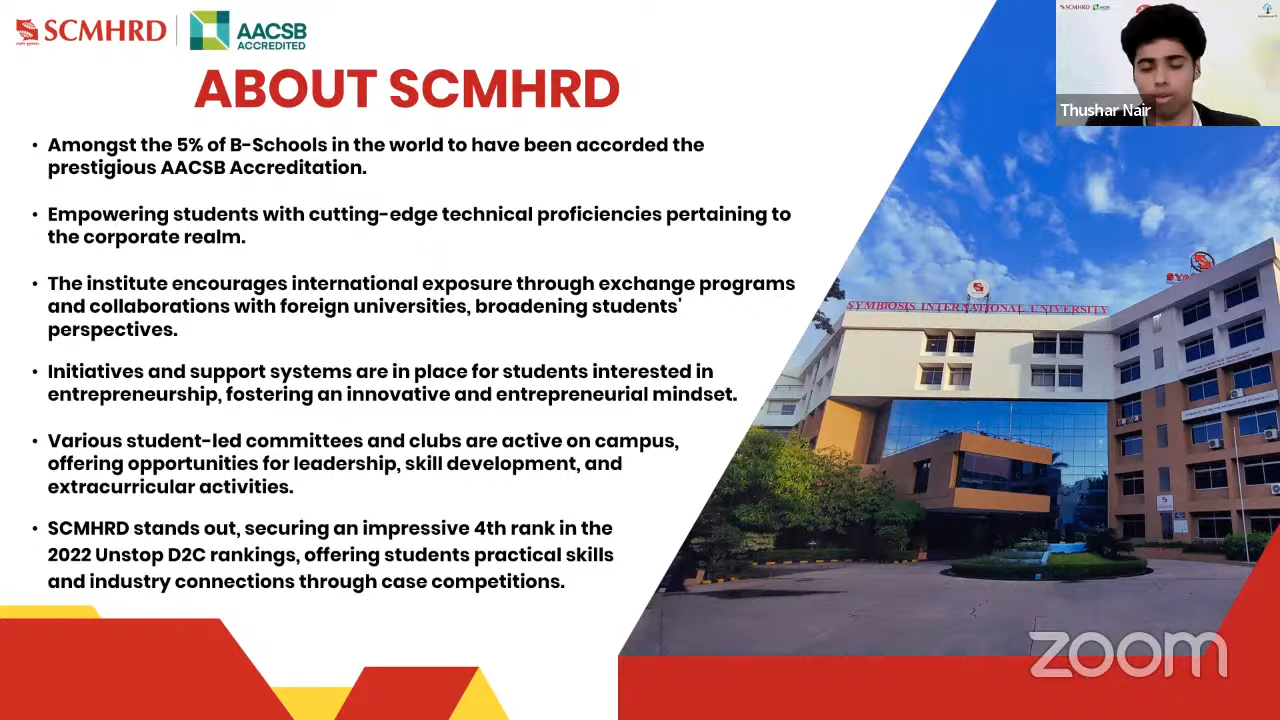 SCMHRD
AACSB
ACCREDITED
ABOUT SCMHRD
• Amongst the 5% of B-Schools in the world to have been accorded the
prestigious AACSB Accreditation.
• Empowering students with cutting-edge technical proficiencies pertaining to
the corporate realm.
• The institute encourages international exposure through exchange programs
and collaborations with foreign universities, broadening students'
perspectives.
• Initiatives and support systems are in place for students interested in
entrepreneurship, fostering an innovative and entrepreneurial mindset.
• Various student-led committees and clubs are active on campus,
offering opportunities for leadership, skill development, and
extracurricular activities.
• SCMHRD stands out, securing an impressive 4th rank in the
2022 Unstop D2C rankings, offering students practical skills
and industry connections through case competitions.
SCMHRD
Thushar Nair
SYMBIOSIS INTERNATIONAL UNIVERSITY
zoom